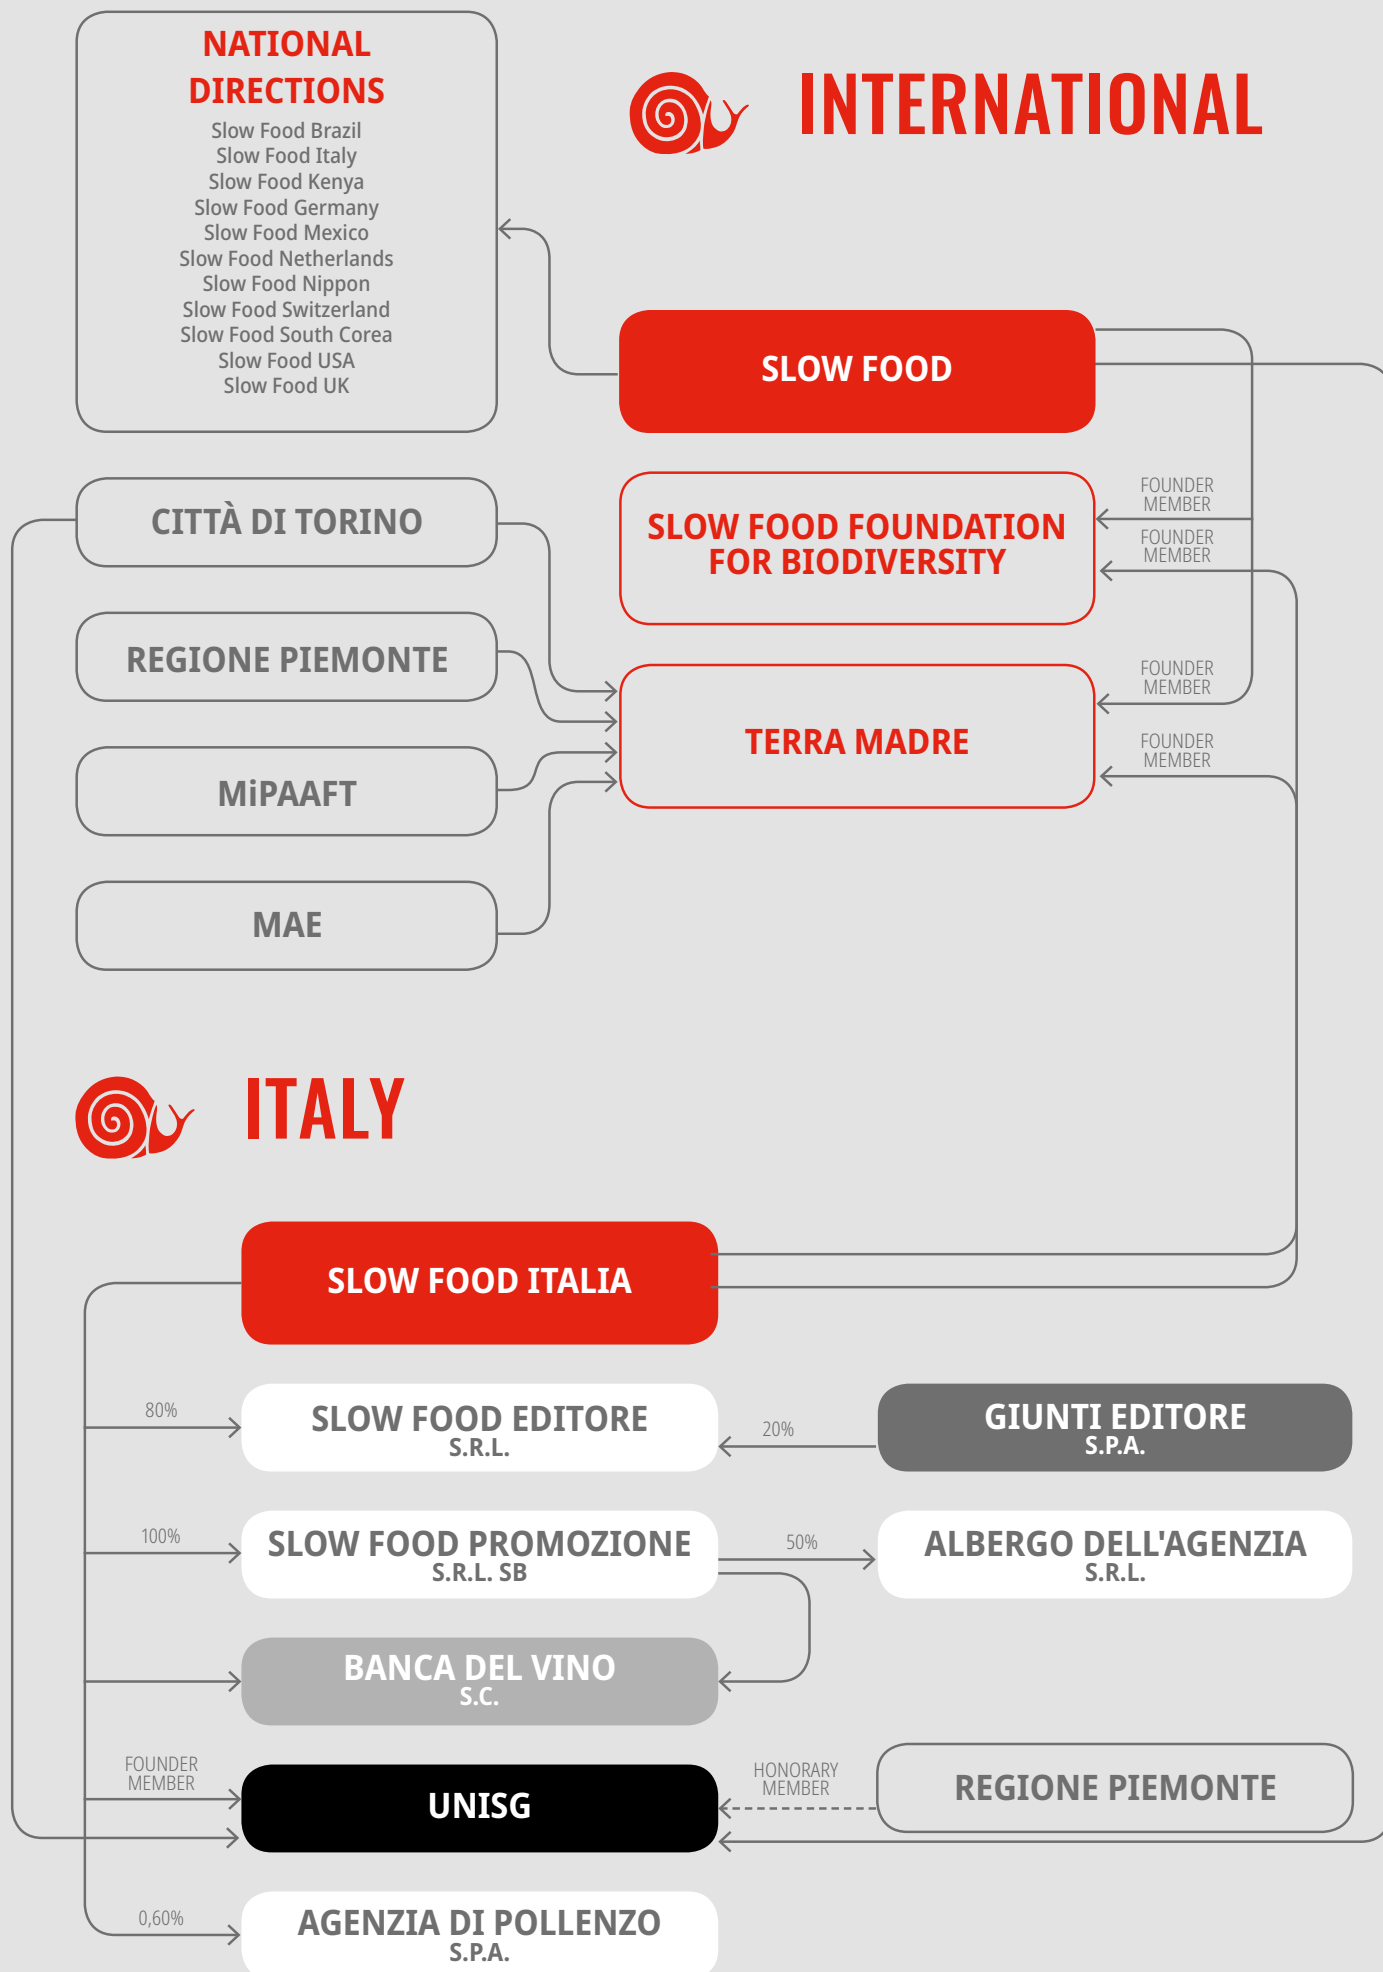 NATIONAL
DIRECTIONS
Slow Food Brazil
Slow Food Italy
Slow Food Kenya
Slow Food Germany
Slow Food Mexico
Slow Food Netherlands
Slow Food Nippon
Slow Food Switzerland
Slow Food South Corea
Slow Food USA
Slow Food UK
INTERNATIONAL
SLOW FOOD
CITTÀ DI TORINO
REGIONE PIEMONTE
MiPAAFT
MAE
SLOW FOOD FOUNDATION
FOR BIODIVERSITY
FOUNDER
MEMBER
FOUNDER
MEMBER
TERRA MADRE
FOUNDER
MEMBER
FOUNDER
MEMBER
ITALY
SLOW FOOD ITALIA
80%
SLOW FOOD EDITORE
S.R.L.
20%
GIUNTI EDITORE
S.P.A.
100%
SLOW FOOD PROMOZIONE
S.R.L. SB
50%
ALBERGO DELL'AGENZIA
S.R.L.
BANCA DEL VINO
S.C.
FOUNDER
MEMBER
UNISG
HONORARY
MEMBER
REGIONE PIEMONTE
0,60%
AGENZIA DI POLLENZO
S.P.A.